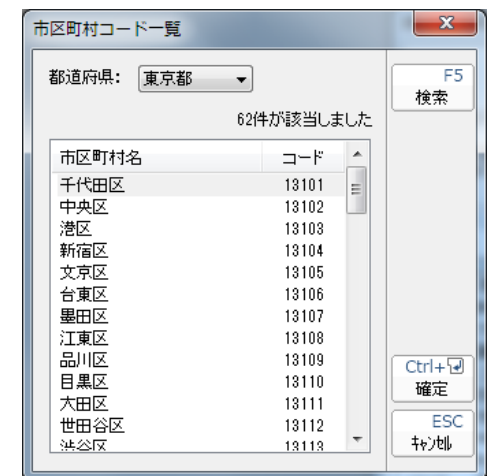 市区町村コード一覧
都道府県: 東京都
F5
検索
62件が該当しました
市区町村名 コード
千代田区 13101
中央区 13102
港区 13103
新宿区 13104
文京区 13105
台東区 13106
墨田区 13107
江東区 13108
品川区 13109
目黒区 13110
大田区 13111
世田谷区 13112
渋谷区 13113
Ctrl+
確定
ESC
ｷｬﾝｾﾙ